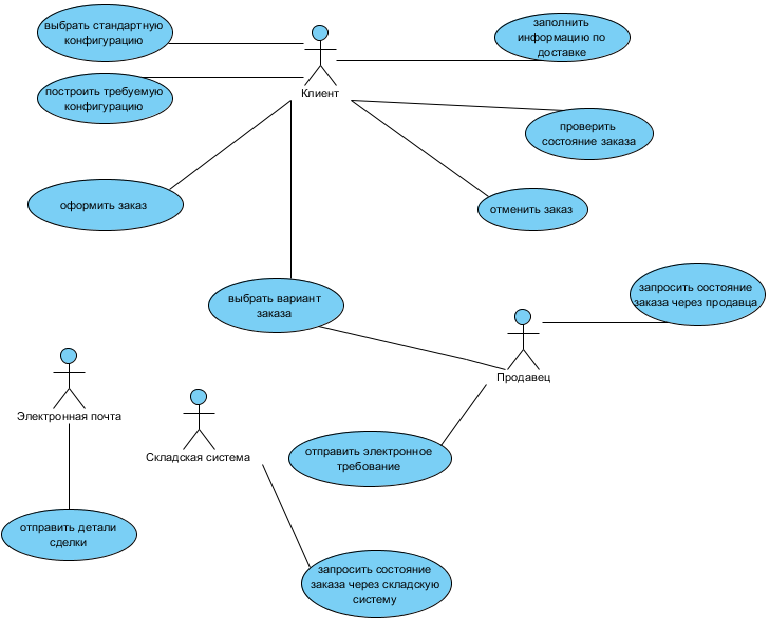 выбрать стандартную
конфигурацию
заполнить
информацию по
доставке
построить требуемую
конфигурацию
Клиент
проверить
состояние заказа
оформить заказ
отменить заказ
выбрать вариант
заказа
запросить состояние
заказа через продавца
Продавец
Электронная почта
Складская система
отправить электронное
требование
отправить детали
сделки
запросить состояние
заказа через складскую
систему